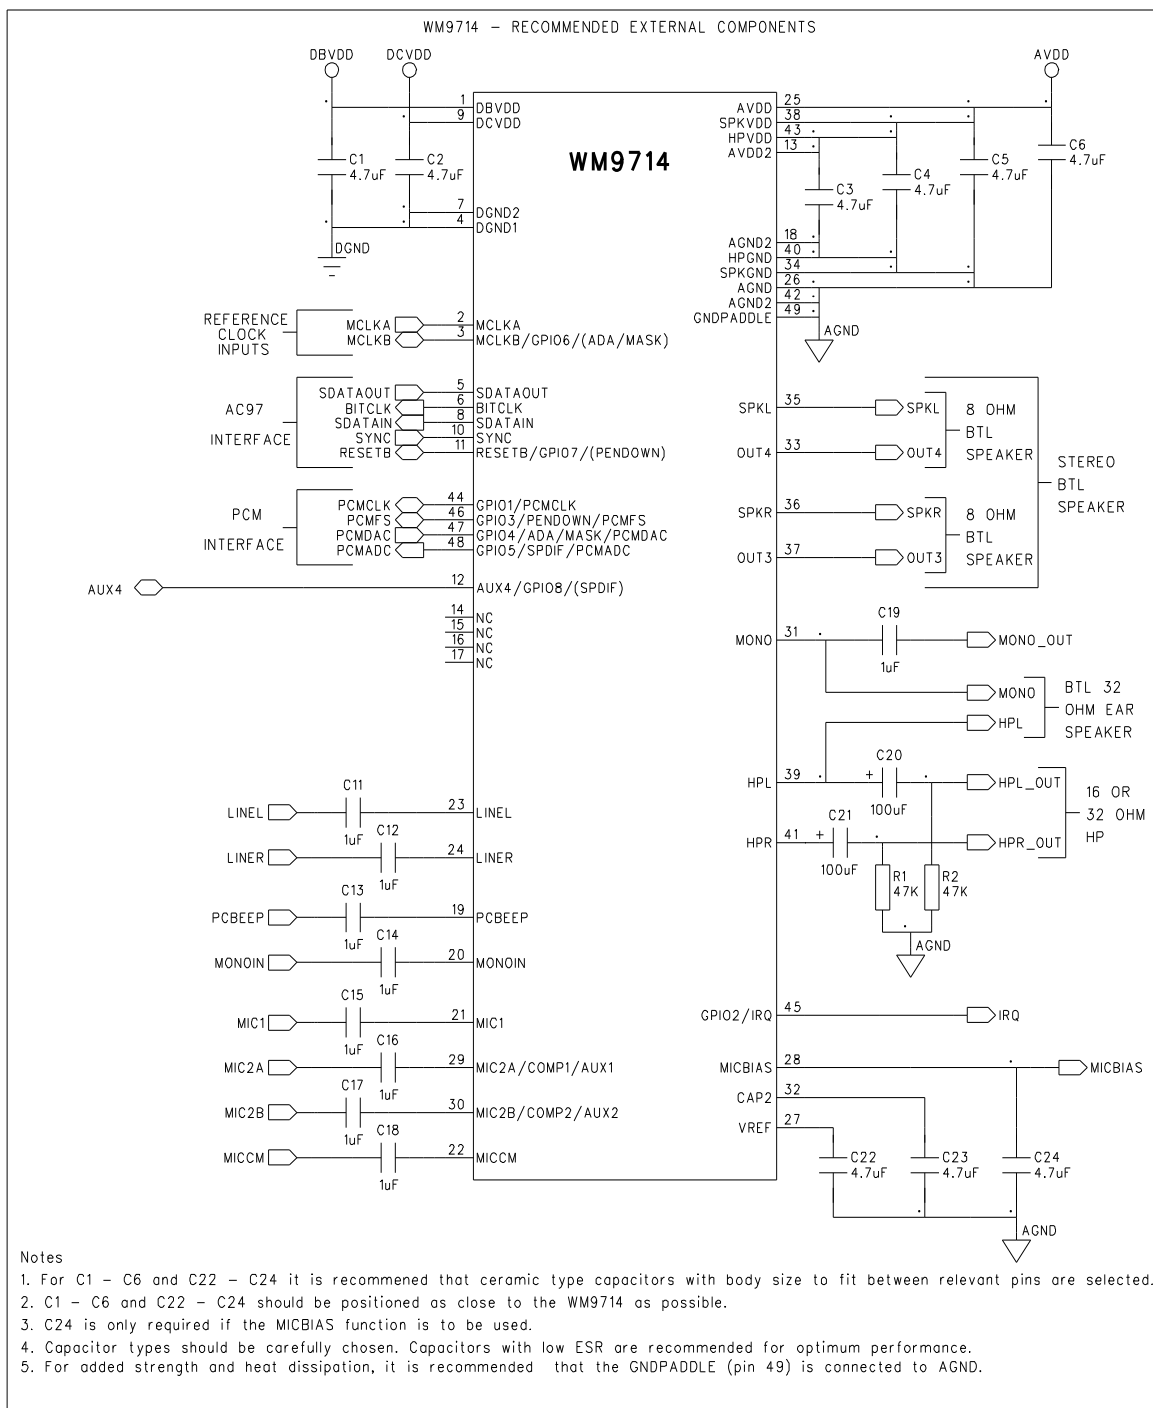 WM9714 - RECOMMENDED EXTERNAL COMPONENTS
DBVDD
DCVDD
AVDD
1
DBVDD
9
DCVDD
C1
4.7uF
C2
4.7uF
7
DGND2
4
DGND1
DGND
WM9714
AVDD
25
SPKVDD
38
HPVDD
43
AVDD2
13
C3
4.7uF
C4
4.7uF
C5
4.7uF
C6
4.7uF
AGND2
18
HPGND
40
SPKGND
34
AGND
26
AGND2
42
GNDPADDLE
49
AGND
REFERENCE
CLOCK
INPUTS
MCLKA
2
MCLKA
MCLKB
3
MCLKB/GPIO6/(ADA/MASK)
AC97
INTERFACE
SDATAOUT
5
SDATAOUT
BITCLK
6
BITCLK
SDATAIN
8
SDATAIN
SYNC
10
SYNC
RESETB
11
RESETB/GPIO7/(PENDOWN)
PCM
INTERFACE
PCMCLK
44
GPIO1/PCMCLK
PCMFS
46
GPIO3/PENDOWN/PCMFS
PCMDAC
47
GPIO4/ADA/MASK/PCMDAC
PCMADC
48
GPIO5/SPDIF/PCMADC
AUX4
12
AUX4/GPIO8/(SPDIF)
14
NC
15
NC
16
NC
17
NC
SPKL
35
SPKL
OUT4
33
OUT4
8 OHM
BTL
SPEAKER
SPKR
36
SPKR
OUT3
37
OUT3
8 OHM
BTL
SPEAKER
STEREO
BTL
SPEAKER
MONO
31
C19
1uF
MONO_OUT
MONO
HPL
BTL 32
OHM EAR
SPEAKER
HPL
39
+
C20
100uF
HPL_OUT
HPR
41
+
C21
100uF
HPR_OUT
16 OR
32 OHM
HP
R1
47K
R2
47K
AGND
LINEL
C11
1uF
23
LINEL
LINER
C12
1uF
24
LINER
PCBEEP
C13
1uF
19
PCBEEP
MONOIN
C14
1uF
20
MONOIN
MIC1
C15
1uF
21
MIC1
MIC2A
C16
1uF
29
MIC2A/COMP1/AUX1
MIC2B
C17
1uF
30
MIC2B/COMP2/AUX2
MICCM
C18
1uF
22
MICCM
GPIO2/IRQ
45
IRQ
MICBIAS
28
MICBIAS
CAP2
32
VREF
27
C22
4.7uF
C23
4.7uF
C24
4.7uF
AGND
Notes
1. For C1 - C6 and C22 - C24 it is recommened that ceramic type capacitors with body size to fit between relevant pins are selected.
2. C1 - C6 and C22 - C24 should be positioned as close to the WM9714 as possible.
3. C24 is only required if the MICBIAS function is to be used.
4. Capacitor types should be carefully chosen. Capacitors with low ESR are recommended for optimum performance.
5. For added strength and heat dissipation, it is recommended that the GNDPADDLE (pin 49) is connected to AGND.